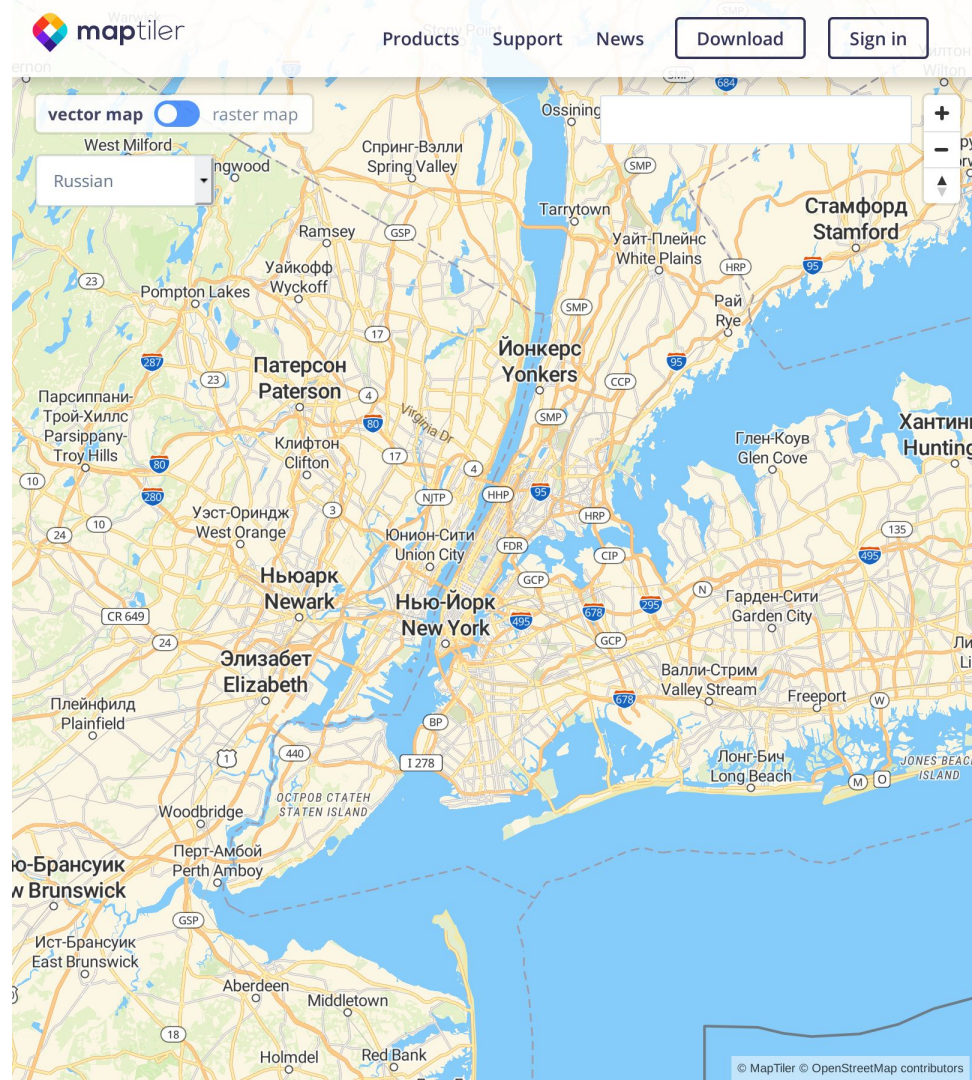 maptiler
Products
Support
News
Download
Sign in
vector map
raster map
Russian
684
Ossining
West Milford
Спринг-Вэлли
Spring Valley
SMP
Tarrytown
Стамфорд
Stamford
Ramsey
GSP
Уайт-Плейнс
White Plains
95
HRP
Уайкофф
Wyckoff
23
Pompton Lakes
SMP
Рай
Rye
17
287
Йонкерс
Yonkers
95
Патерсон
Paterson
23
CCP
4
Парсиппани-
Трой-Хиллс
Parsippany-
Troy Hills
Virginia Dr
SMP
80
Клифтон
Clifton
Глен-Коув
Glen Cove
17
80
4
10
280
NJTP
HHP
95
3
HRP
Уэст-Ориндж
West Orange
10
24
135
Юнион-Сити
Union City
FDR
CIP
495
Ньюарк
Newark
GCP
N
Гарден-Сити
Garden City
Нью-Йорк
New York
295
678
495
CR 649
24
GCP
Элизабет
Elizabeth
Валли-Стрим
Valley Stream
Freeport
678
W
Плейнфилд
Plainfield
BP
1
440
I 278
Лонг-Бич
Long Beach
M
O
ISLAND
ОСТРОВ СТАТЕН
STATEN ISLAND
Woodbridge
Перт-Амбой
Perth Amboy
GSP
Ист-Брансуик
East Brunswick
Aberdeen
Middletown
18
Holmdel
Red Bank
© MapTiler © OpenStreetMap contributors